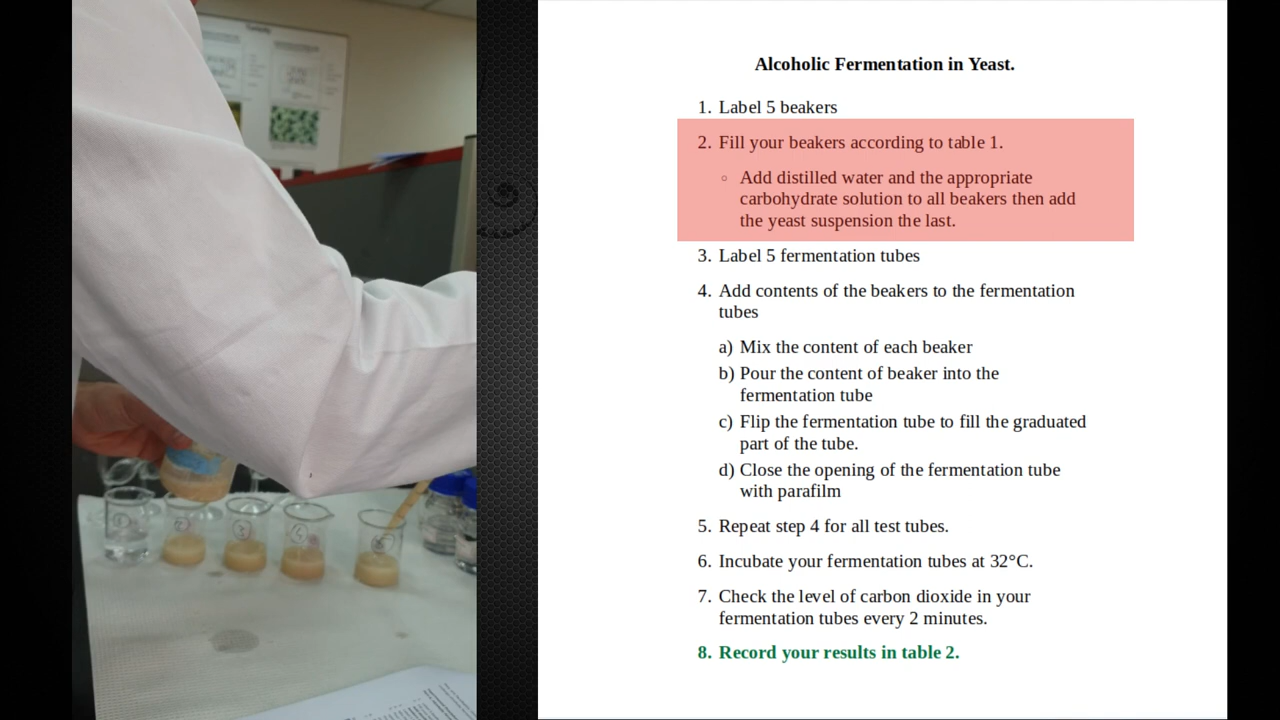 Alcoholic Fermentation in Yeast.
1. Label 5 beakers
2. Fill your beakers according to table 1.
◦ Add distilled water and the appropriate
carbohydrate solution to all beakers then add
the yeast suspension the last.
3. Label 5 fermentation tubes
4. Add contents of the beakers to the fermentation
tubes
a) Mix the content of each beaker
b) Pour the content of beaker into the
fermentation tube
c) Flip the fermentation tube to fill the graduated
part of the tube.
d) Close the opening of the fermentation tube
with parafilm
5. Repeat step 4 for all test tubes.
6. Incubate your fermentation tubes at 32°C.
7. Check the level of carbon dioxide in your
fermentation tubes every 2 minutes.
8. Record your results in table 2.